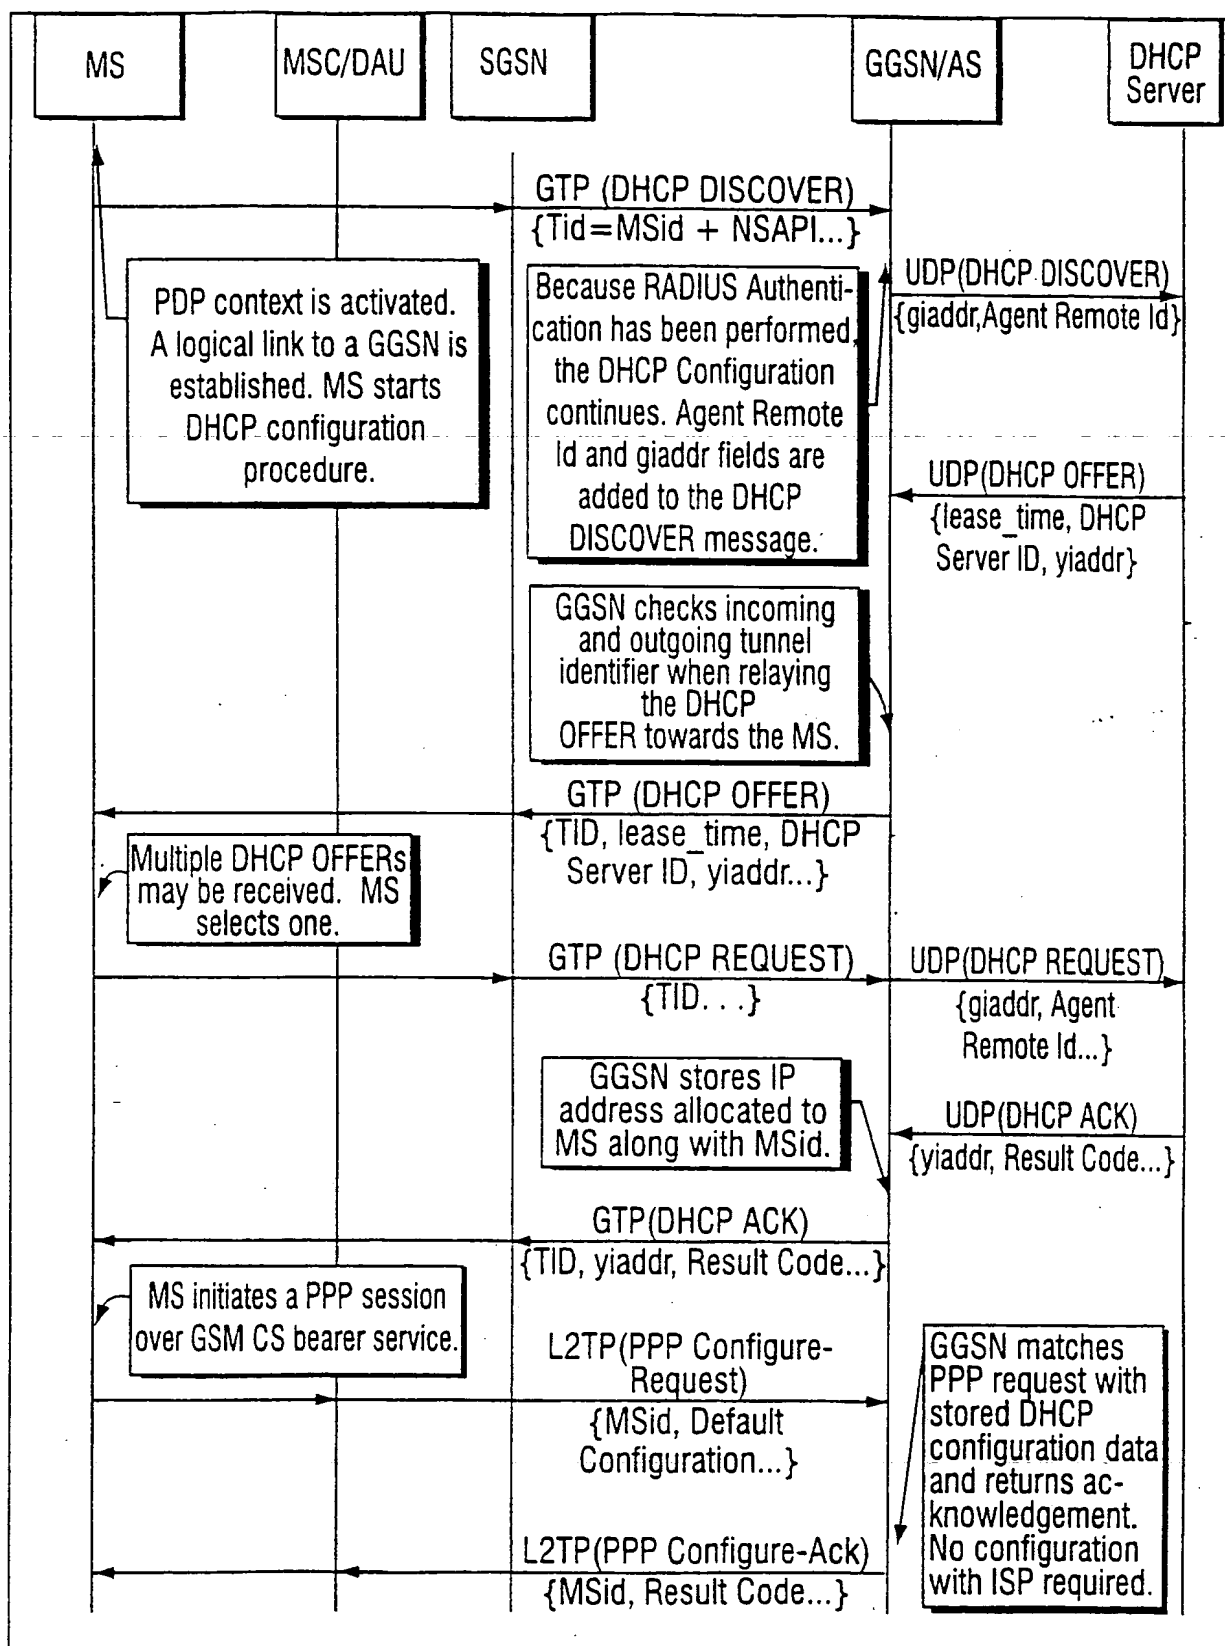 MS
MSC/DAU
SGSN
GGSN/AS
DHCP
Server
GTP (DHCP DISCOVER)
{Tid=MSid + NSAPI...}
PDP context is activated.
A logical link to a GGSN is
established. MS starts
DHCP configuration
procedure.
Because RADIUS Authenti-
cation has been performed,
the DHCP Configuration
continues. Agent Remote
Id and giaddr fields are
added to the DHCP
DISCOVER message.
UDP(DHCP DISCOVER)
{giaddr,Agent Remote Id}
UDP(DHCP OFFER)
{lease_time, DHCP
Server ID, yiaddr}
GGSN checks incoming
and outgoing tunnel
identifier when relaying
the DHCP
OFFER towards the MS.
GTP (DHCP OFFER)
{TID, lease_time, DHCP
Server ID, yiaddr...}
Multiple DHCP OFFERs
may be received. MS
selects one.
GTP (DHCP REQUEST)
{TID. . .}
UDP(DHCP REQUEST)
{giaddr, Agent
Remote Id...}
GGSN stores IP
address allocated to
MS along with MSid.
UDP(DHCP ACK)
{yiaddr, Result Code...}
GTP(DHCP ACK)
{TID, yiaddr, Result Code...}
MS initiates a PPP session
over GSM CS bearer service.
L2TP(PPP Configure-
Request)
{MSid, Default
Configuration...}
GGSN matches
PPP request with
stored DHCP
configuration data
and returns ac-
knowledgement.
No configuration
with ISP required.
L2TP(PPP Configure-Ack)
{MSid, Result Code...}